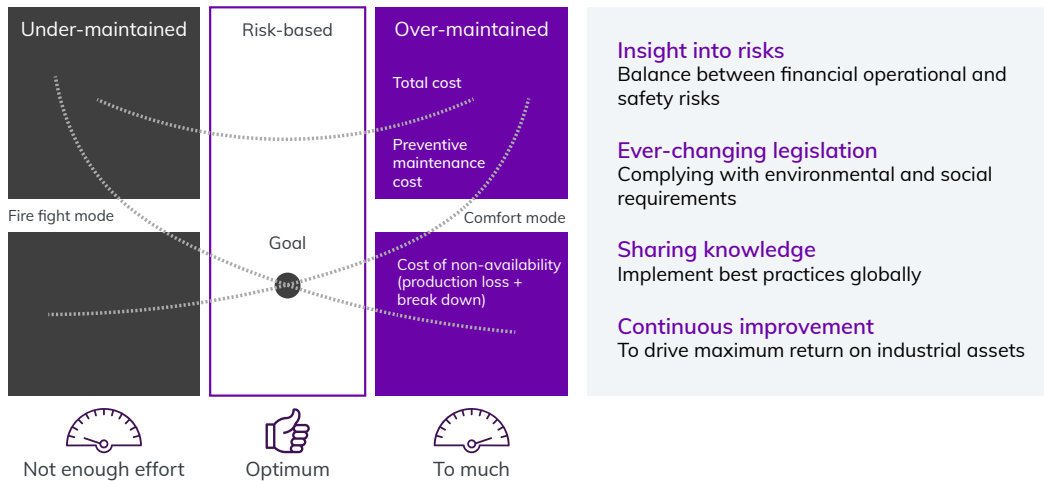 Under-maintained
Risk-based
Over-maintained
Total cost
Preventive
maintenance
cost
Fire fight mode
Comfort mode
Goal
Cost of non-availability
(production loss +
break down)
Not enough effort
Optimum
To much
Insight into risks
Balance between financial operational and
safety risks
Ever-changing legislation
Complying with environmental and social
requirements
Sharing knowledge
Implement best practices globally
Continuous improvement
To drive maximum return on industrial assets